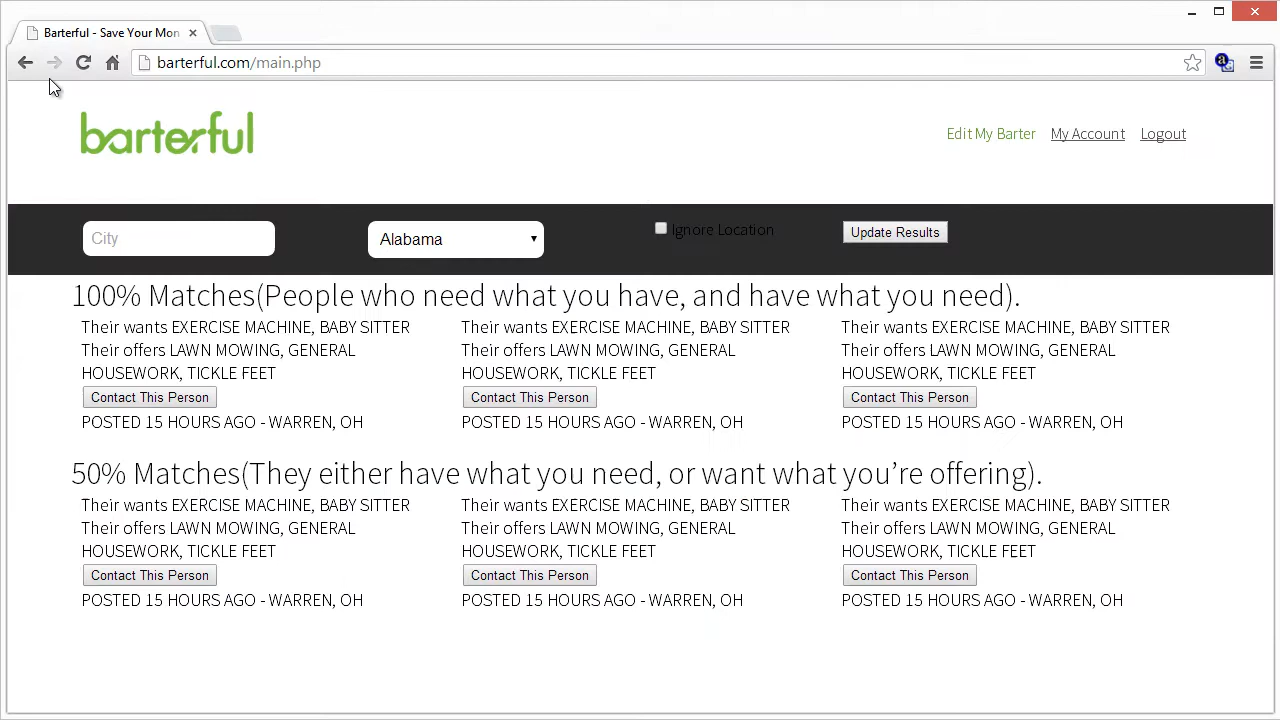 Barterful - Save Your Mon
barterful.com/main.php
barterful
Edit My Barter My Account Logout
City Alabama Ignore Location Update Results
100% Matches(People who need what you have, and have what you need).
Their wants EXERCISE MACHINE, BABY SITTER
Their offers LAWN MOWING, GENERAL
HOUSEWORK, TICKLE FEET
Contact This Person
POSTED 15 HOURS AGO - WARREN, OH
Their wants EXERCISE MACHINE, BABY SITTER
Their offers LAWN MOWING, GENERAL
HOUSEWORK, TICKLE FEET
Contact This Person
POSTED 15 HOURS AGO - WARREN, OH
Their wants EXERCISE MACHINE, BABY SITTER
Their offers LAWN MOWING, GENERAL
HOUSEWORK, TICKLE FEET
Contact This Person
POSTED 15 HOURS AGO - WARREN, OH
50% Matches(They either have what you need, or want what you’re offering).
Their wants EXERCISE MACHINE, BABY SITTER
Their offers LAWN MOWING, GENERAL
HOUSEWORK, TICKLE FEET
Contact This Person
POSTED 15 HOURS AGO - WARREN, OH
Their wants EXERCISE MACHINE, BABY SITTER
Their offers LAWN MOWING, GENERAL
HOUSEWORK, TICKLE FEET
Contact This Person
POSTED 15 HOURS AGO - WARREN, OH
Their wants EXERCISE MACHINE, BABY SITTER
Their offers LAWN MOWING, GENERAL
HOUSEWORK, TICKLE FEET
Contact This Person
POSTED 15 HOURS AGO - WARREN, OH